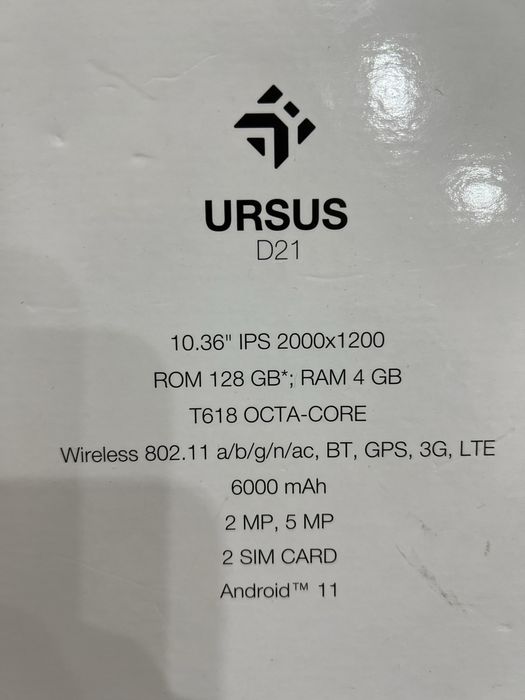 URSUS
D21
10.36" IPS 2000x1200
ROM 128 GB*; RAM 4 GB
T618 OCTA-CORE
Wireless 802.11 a/b/g/n/ac, BT, GPS, 3G, LTE
6000 mAh
2 MP, 5 MP
2 SIM CARD
Android™ 11